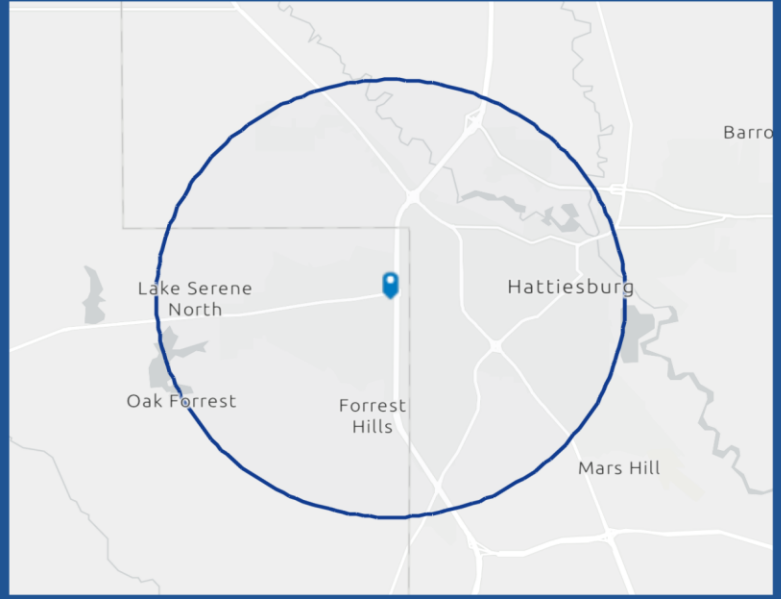 Barro
Lake Serene
North
Hattiesburg
Oak Forrest
Forrest
Hills
Mars Hill